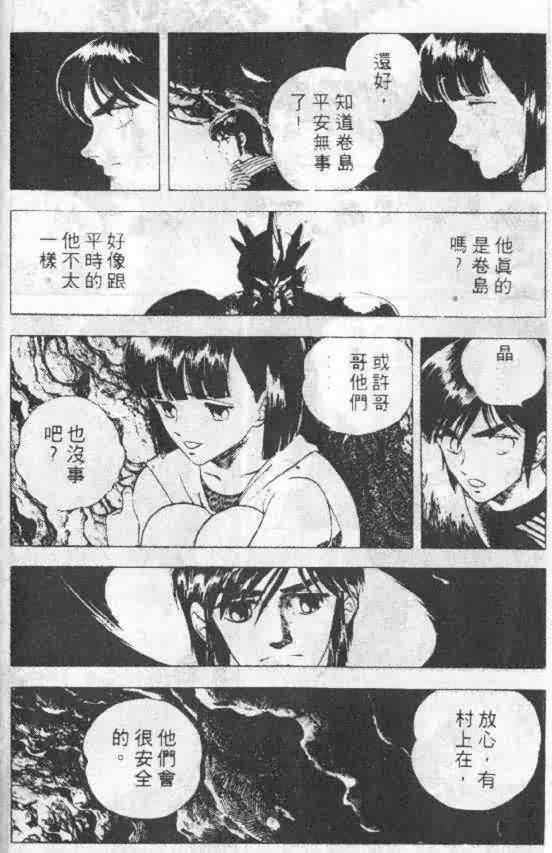 還好，
知道卷島
平安無事
了！
他真的
是卷島
嗎？
好像跟
平時的
他不太
一樣。
晶……
或許哥
哥他們
也沒事
吧？
放心，有
村上在，
他們會
很安全
的。